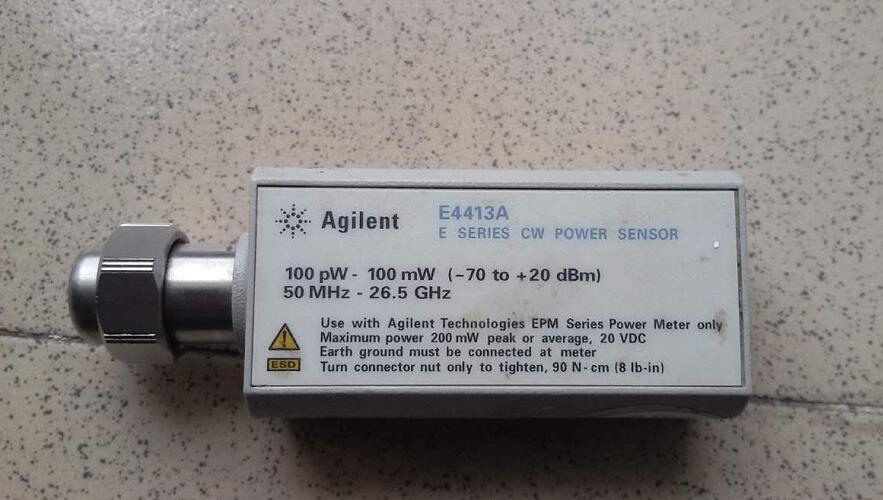 Agilent
E4413A
E SERIES CW POWER SENSOR
100 pW - 100 mW (-70 to +20 dBm)
50 MHz - 26.5 GHz
Use with Agilent Technologies EPM Series Power Meter only
Maximum power 200 mW peak or average, 20 VDC
Earth ground must be connected at meter
ESD
Turn connector nut only to tighten, 90 N-cm (8 lb-in)